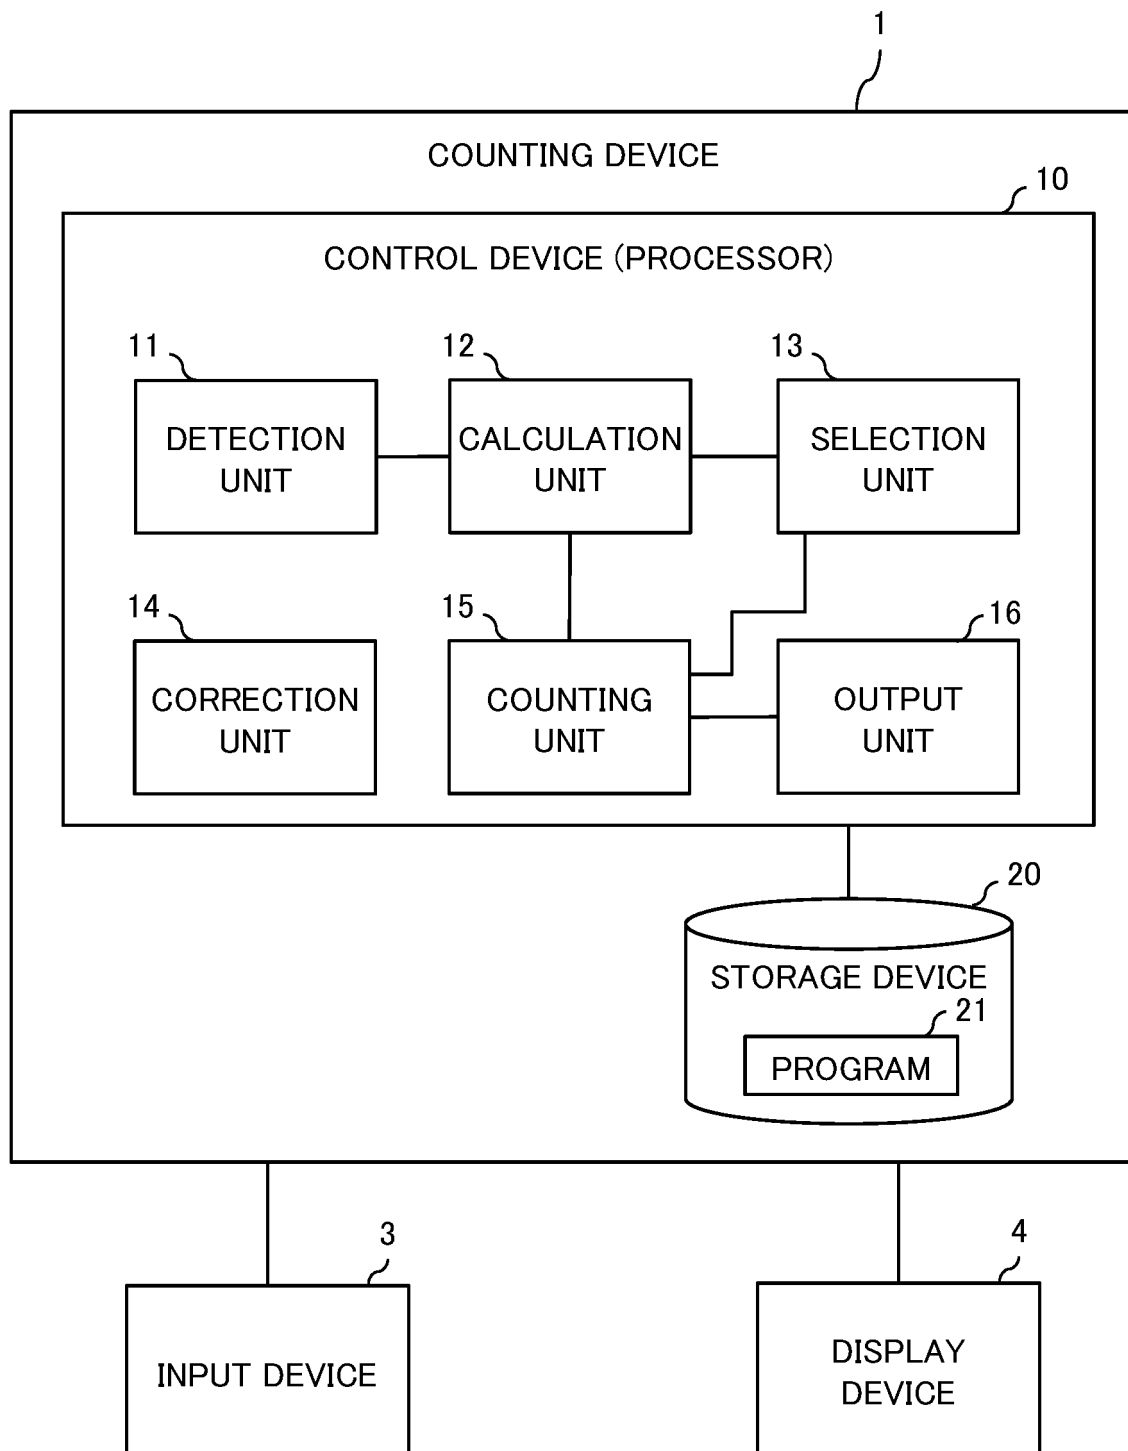 1
COUNTING DEVICE
10
CONTROL DEVICE (PROCESSOR)
11
12
13
DETECTION
UNIT
CALCULATION
UNIT
SELECTION
UNIT
14
15
16
CORRECTION
UNIT
COUNTING
UNIT
OUTPUT
UNIT
20
STORAGE DEVICE
21
PROGRAM
3
4
INPUT DEVICE
DISPLAY
DEVICE